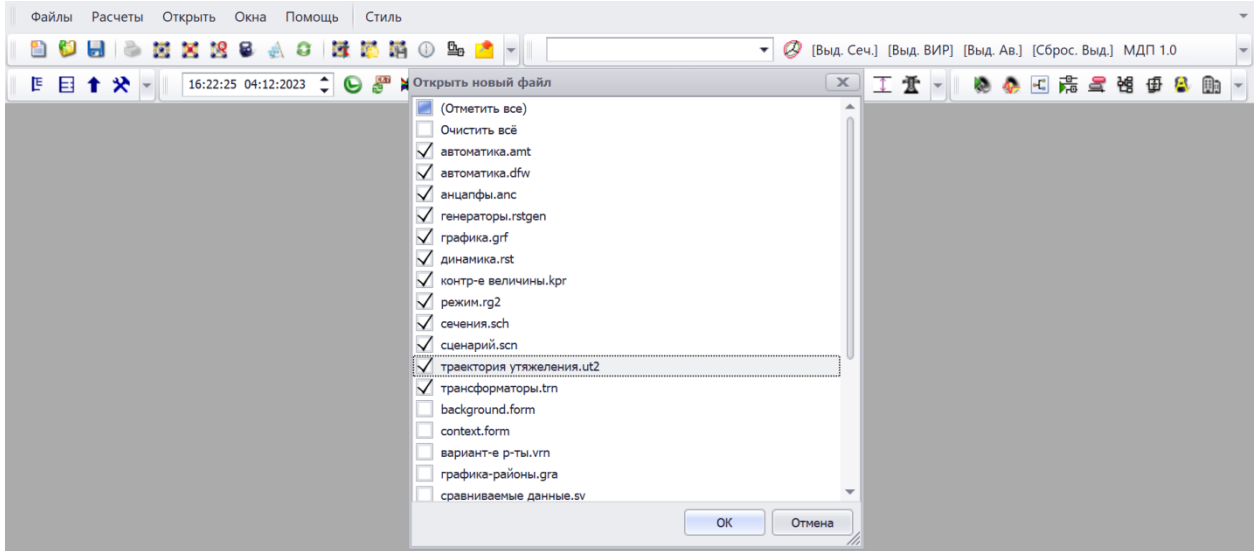 Файлы Расчеты Открыть Окна Помощь Стиль
[Выд. Сеч.] [Выд. ВИР] [Выд. Ав.] [Сброс. Выд.] МДП 1.0
16:22:25 04:12:2023
Открыть новый файл
(Отметить все)
Очистить всё
автоматика.amt
автоматика.dfw
анцапфы.anc
генераторы.rstgen
графика.grf
динамика.rst
контр-е величины.kpr
режим.rg2
сечения.sch
сценарий.scn
траектория утяжеления.ut2
трансформаторы.trn
background.form
context.form
вариант-е р-ты.vrn
графика-районы.gra
сравниваемые данные.sv
ОК Отмена